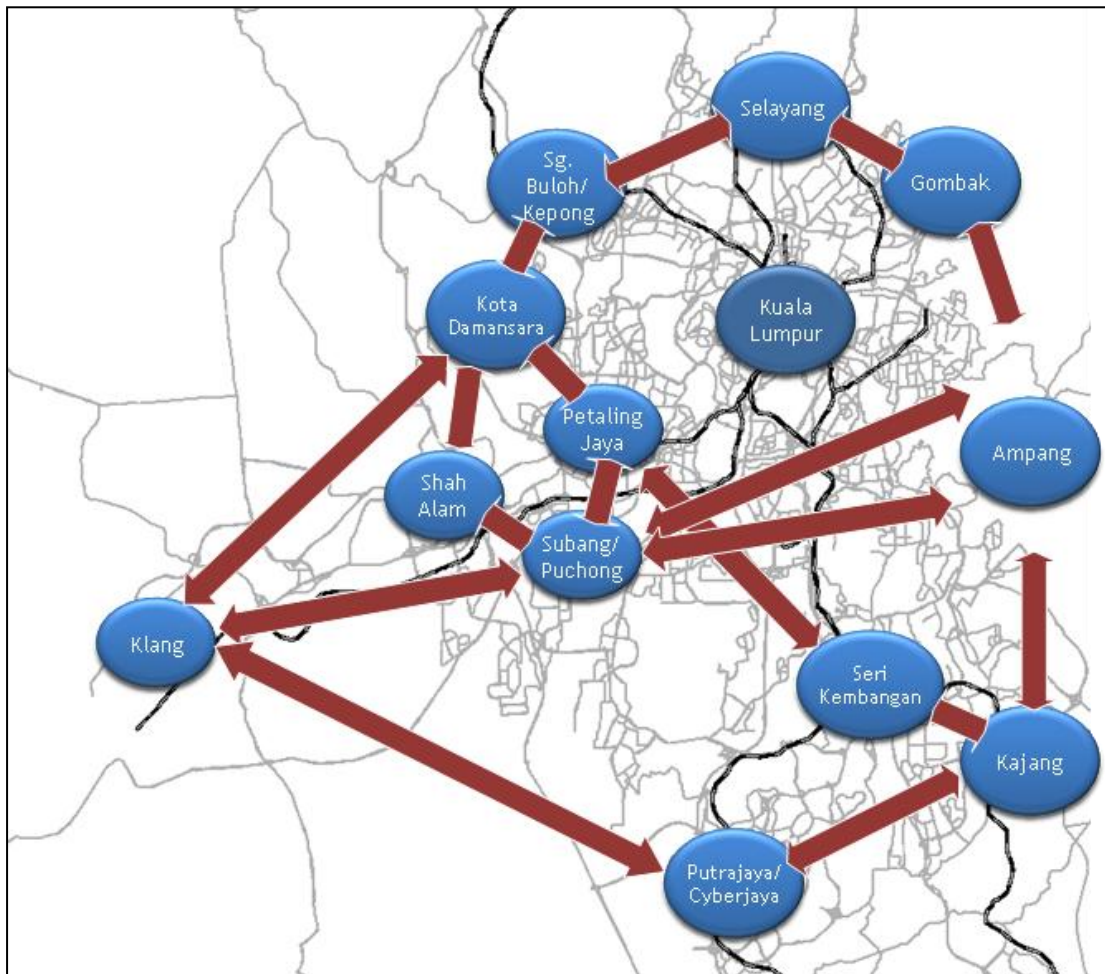 Selayang
Sg.
Buloh/
Kepong
Gombak
Kota
Damansara
Kuala
Lumpur
Petaling
Jaya
Ampang
Shah
Alam
Subang/
Puchong
Klang
Seri
Kembangan
Kajang
Putrajaya/
Cyberjaya